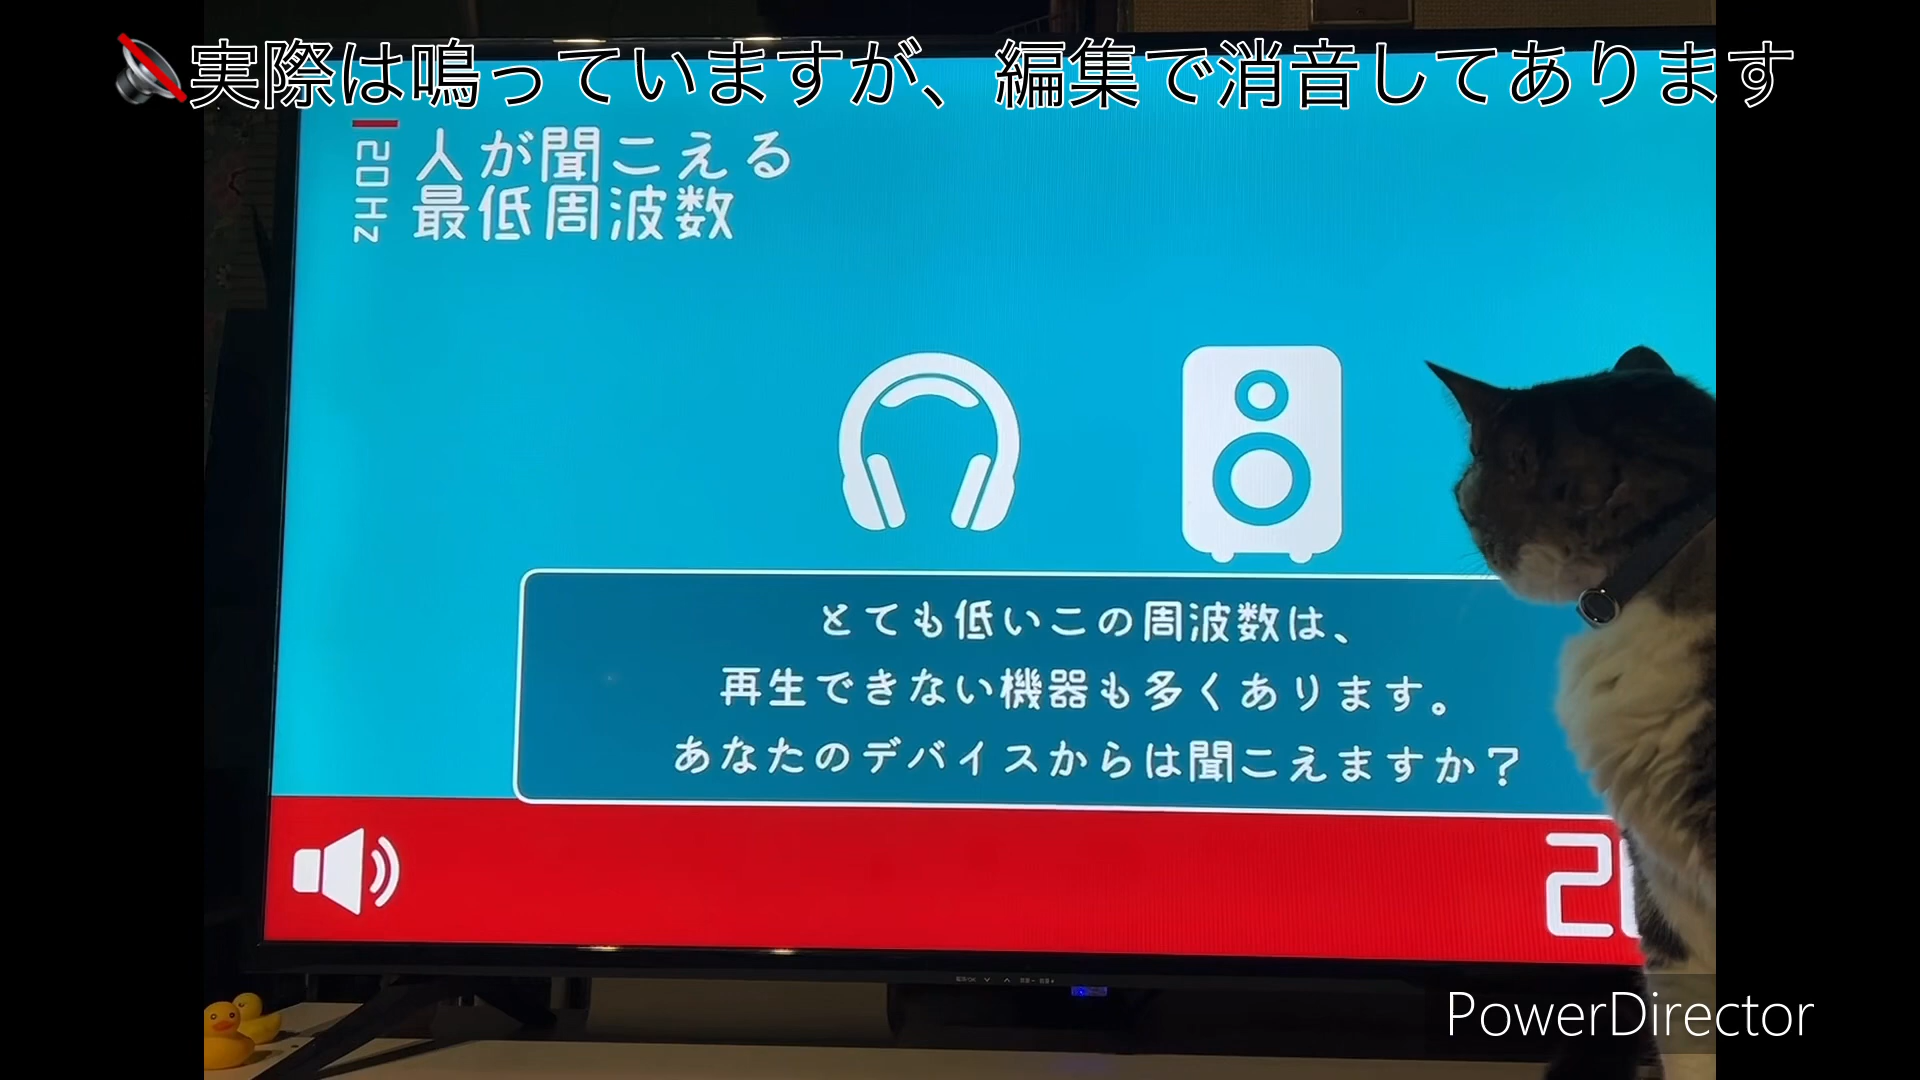 実際は鳴っていますが、編集で消音してあります
20Hz
人が聞こえる
最低周波数
とても低いこの周波数は、
再生できない機器も多くあります。
あなたのデバイスからは聞こえますか？
PowerDirector